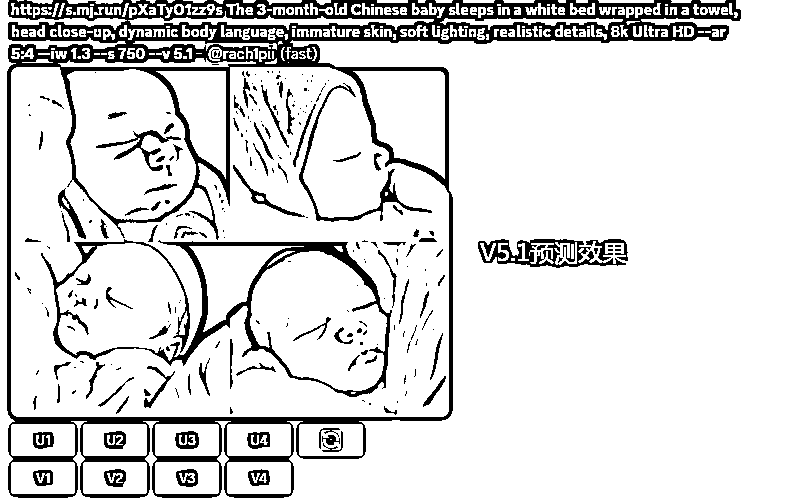 https://s.mj.run/pXaTyO1zz9s The 3-month-old Chinese baby sleeps in a white bed wrapped in a towel,
head close-up, dynamic body language, immature skin, soft lighting, realistic details, 8k Ultra HD --ar
5:4 --iw 1.3 --s 750 --v 5.1 - @rach1pii (fast)
V5.1预测效果
U1 U2 U3 U4
V1 V2 V3 V4